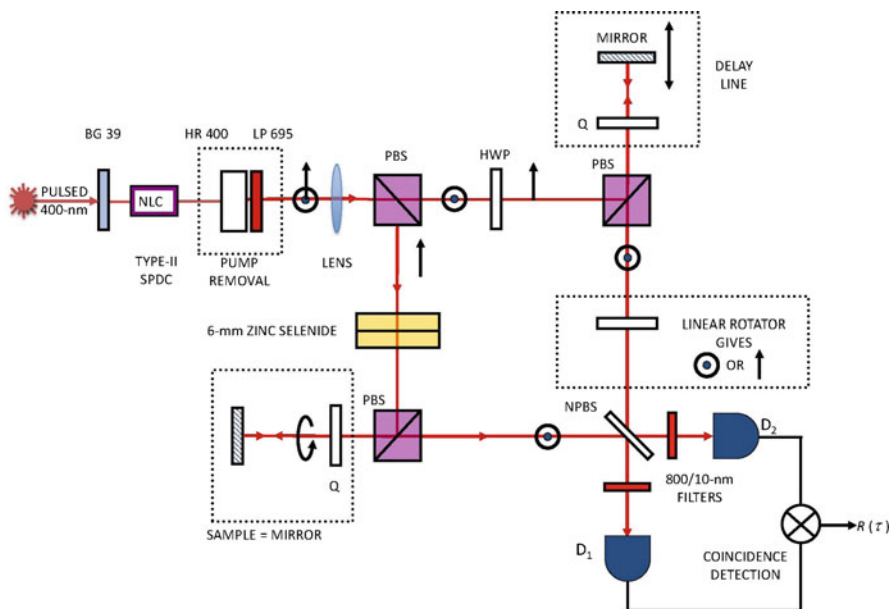 MIRROR
DELAY
LINE
Q
PBS
BG 39
HR 400
LP 695
PBS
HWP
PULSED
400-nm
NLC
TYPE-II
SPDC
PUMP
REMOVAL
LENS
6-mm ZINC SELENIDE
LINEAR ROTATOR
GIVES
OR
PBS
NPBS
D2
Q
800/10-nm
FILTERS
SAMPLE = MIRROR
D1
COINCIDENCE
DETECTION
R (τ)